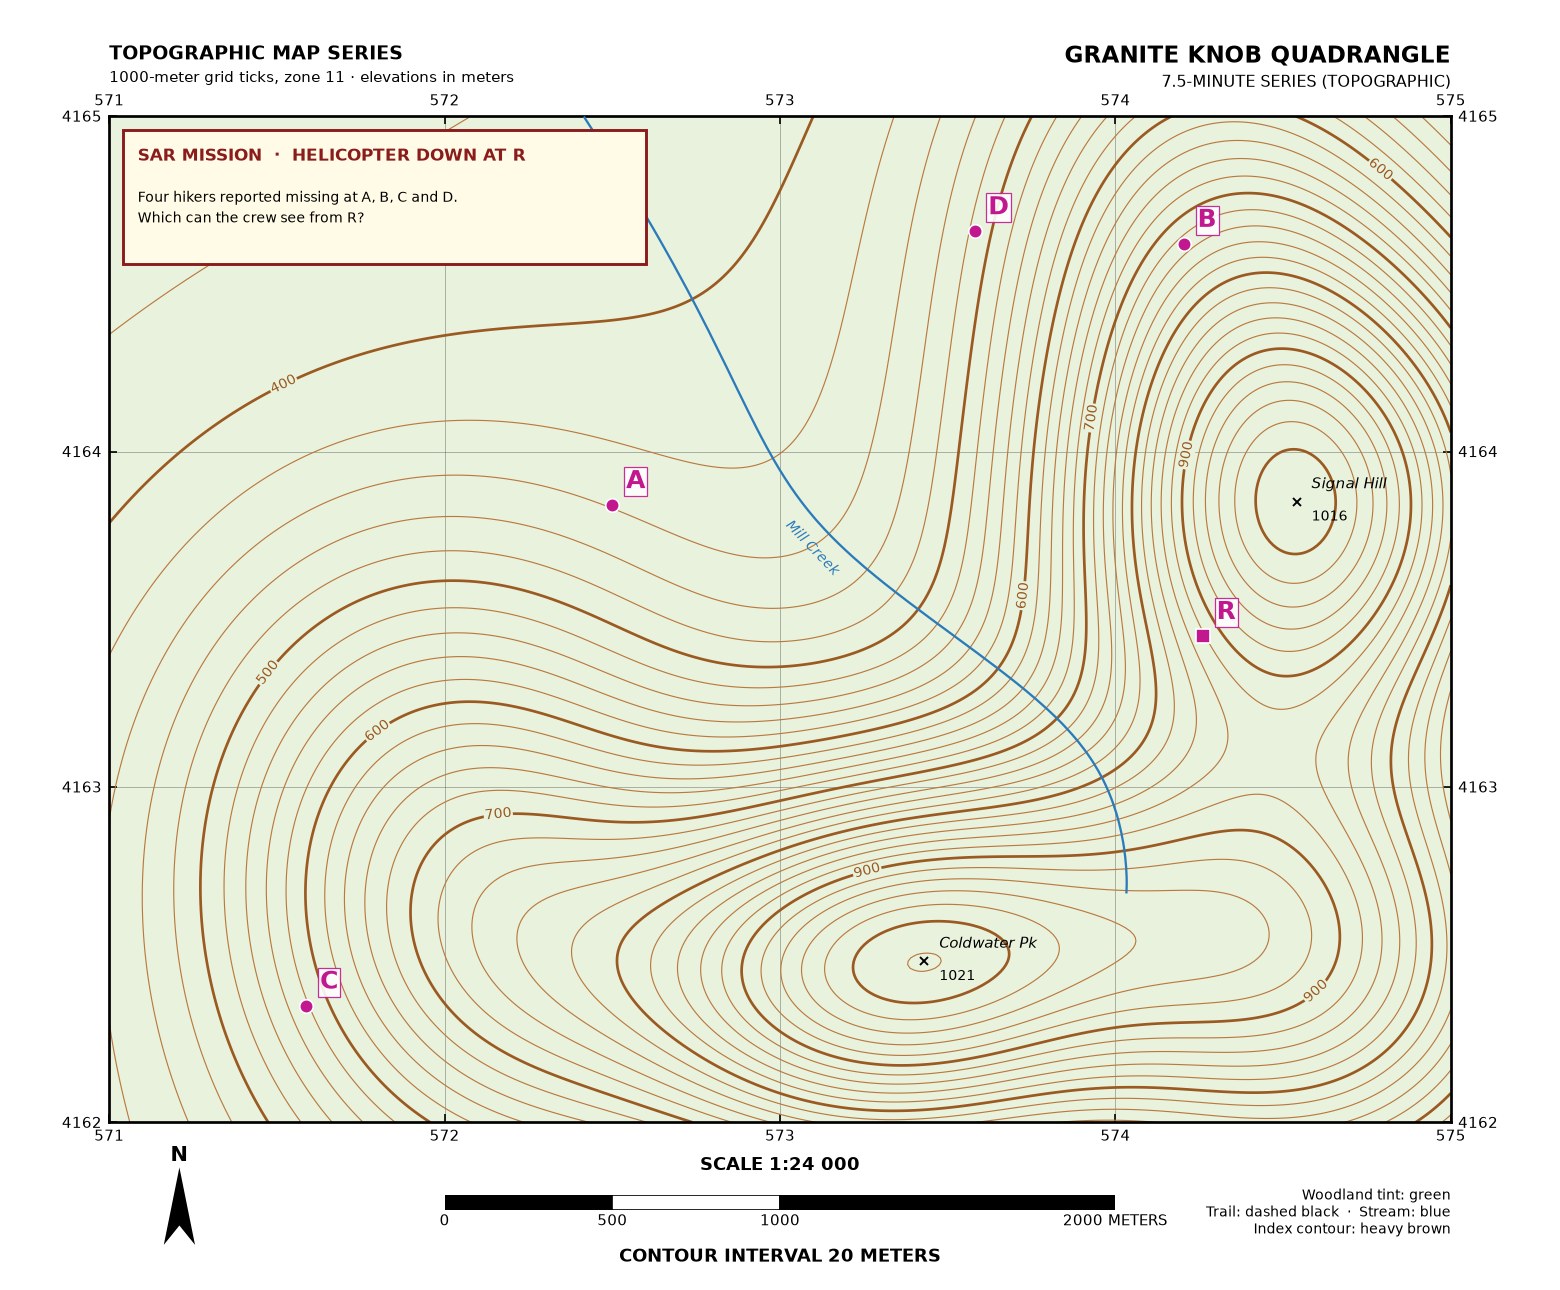 TOPOGRAPHIC MAP SERIES
1000-meter grid ticks, zone 11 · elevations in meters
GRANITE KNOB QUADRANGLE
7.5-MINUTE SERIES (TOPOGRAPHIC)
571
572
573
574
575
4165
4165
SAR MISSION · HELICOPTER DOWN AT R
Four hikers reported missing at A, B, C and D.
Which can the crew see from R?
600
D
B
400
700
4164
4164
900
A
Signal Hill
1016
Mill Creek
600
R
500
600
4163
4163
700
900
Coldwater Pk
1021
C
900
4162
4162
571
572
573
574
575
N
SCALE 1:24 000
0
500
1000
2000 METERS
CONTOUR INTERVAL 20 METERS
Woodland tint: green
Trail: dashed black · Stream: blue
Index contour: heavy brown